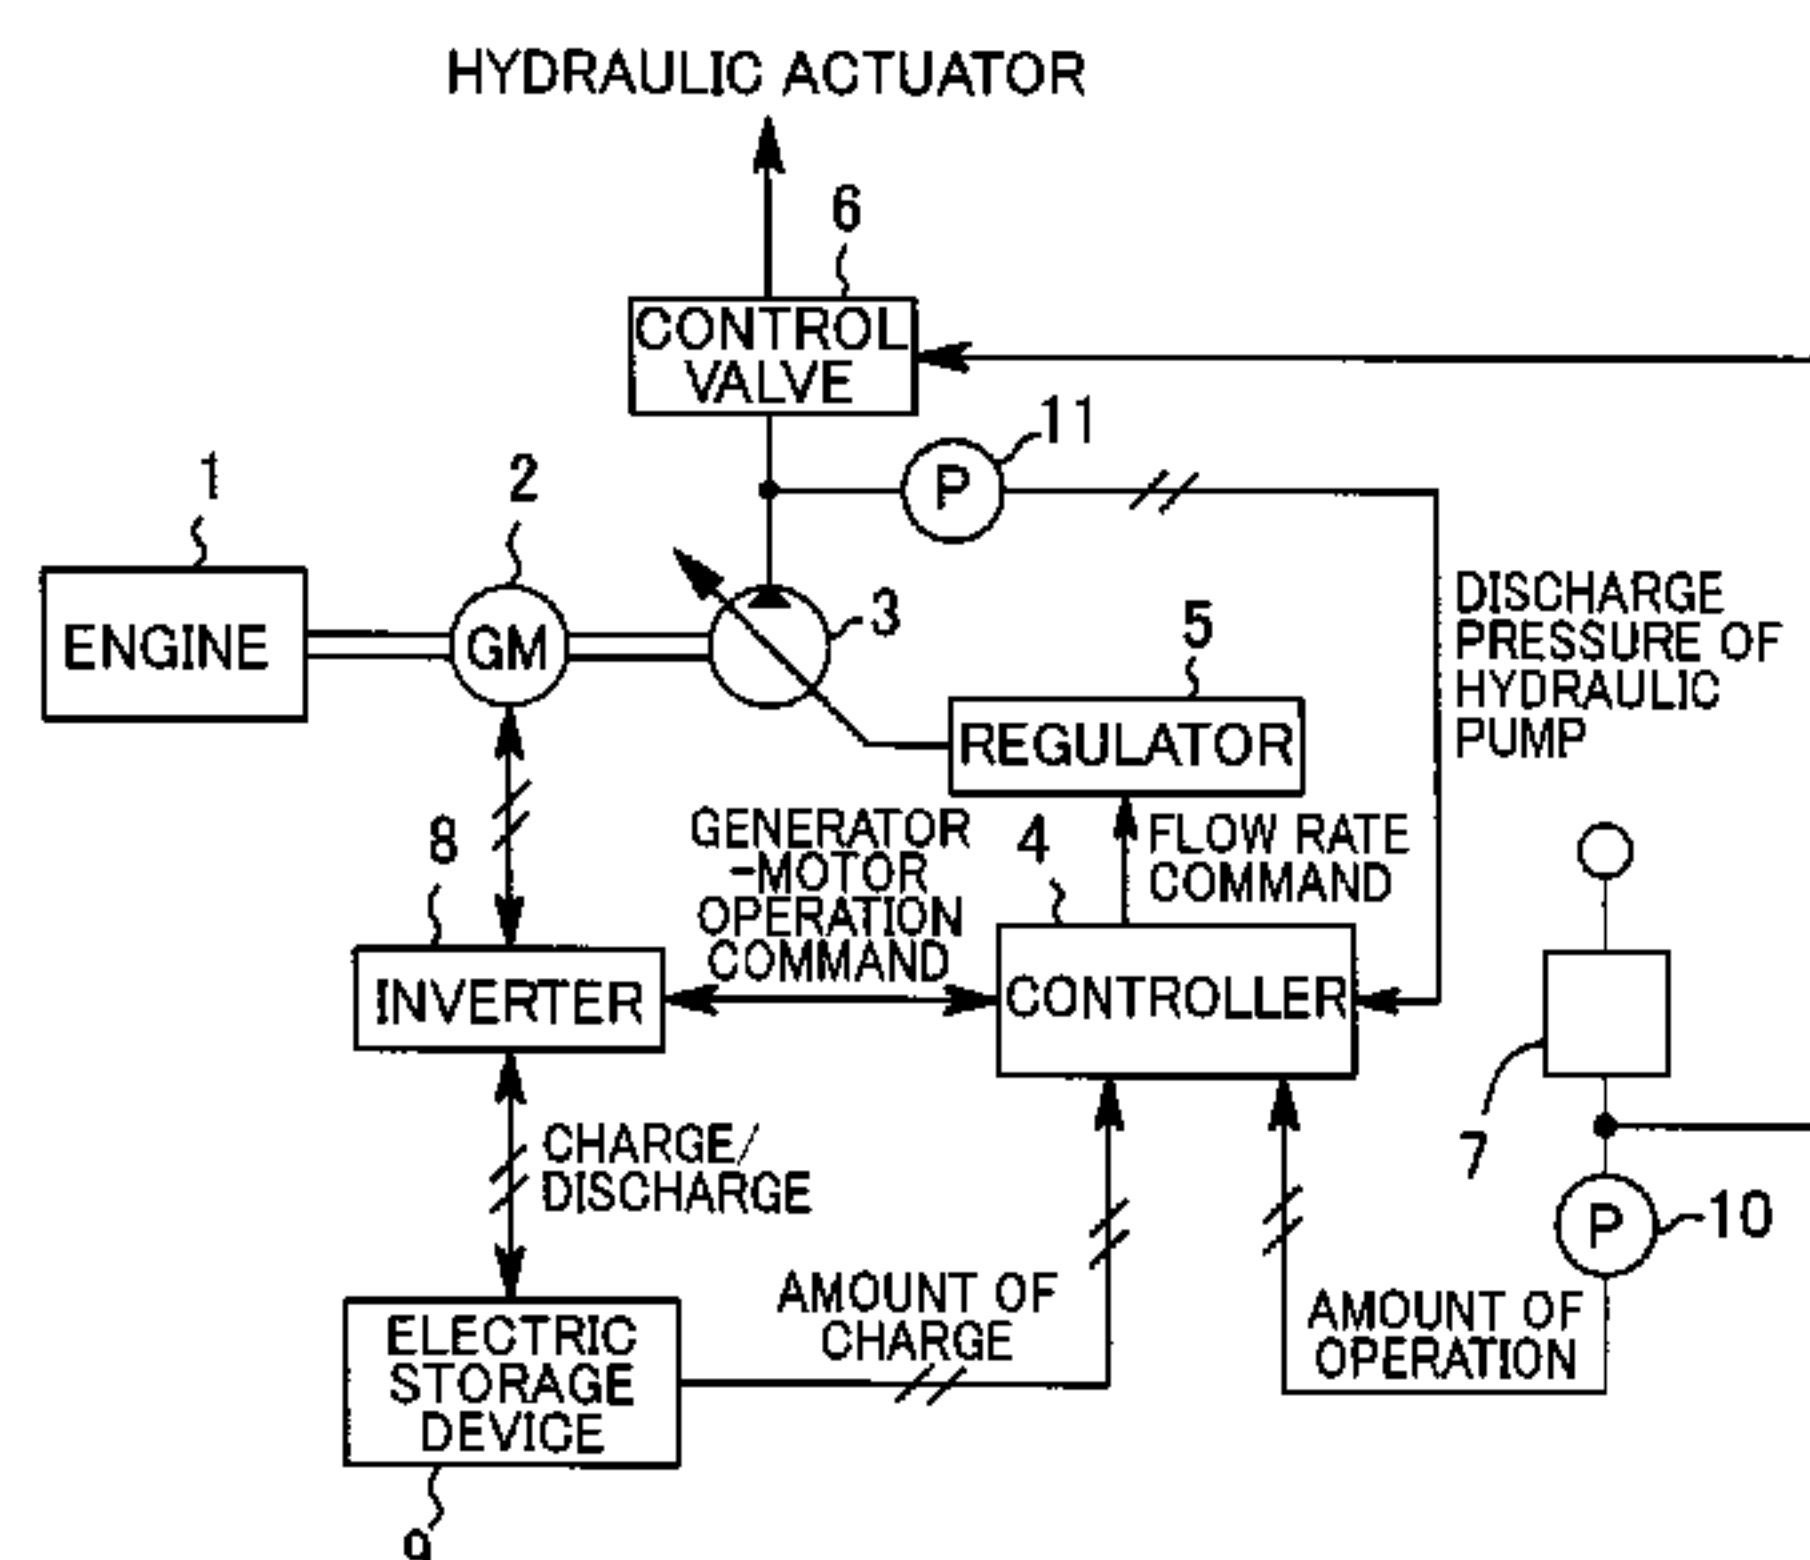 HYDRAULIC ACTUATOR
6
CONTROL
VALVE
11
P
1
2
ENGINE
GM
3
5
REGULATOR
DISCHARGE
PRESSURE OF
HYDRAULIC
PUMP
8
GENERATOR
-MOTOR
OPERATION
COMMAND
4
FLOW RATE
COMMAND
INVERTER
CONTROLLER
7
CHARGE/
DISCHARGE
P
10
AMOUNT OF
CHARGE
AMOUNT OF
OPERATION
ELECTRIC
STORAGE
DEVICE
9